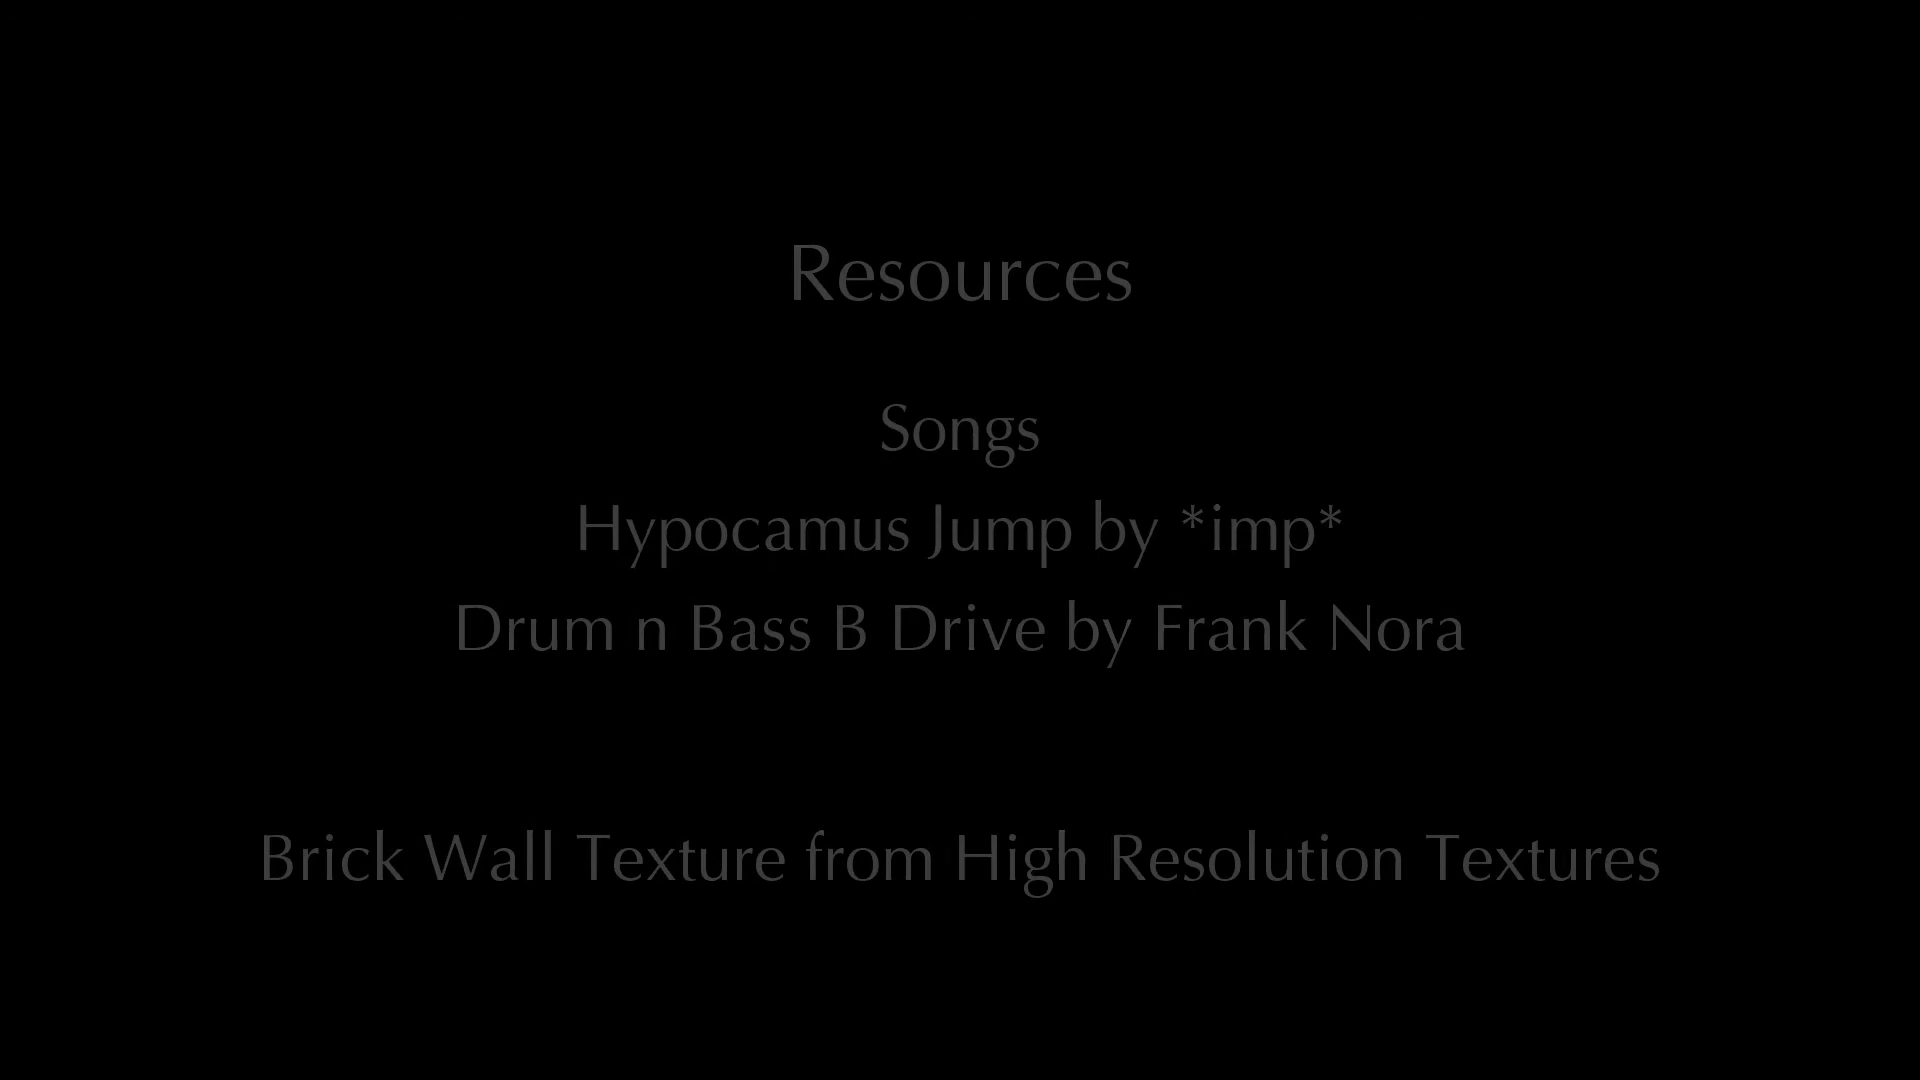 Resources
Songs
Hypocamus Jump by *imp*
Drum n Bass B Drive by Frank Nora
Brick Wall Texture from High Resolution Textures